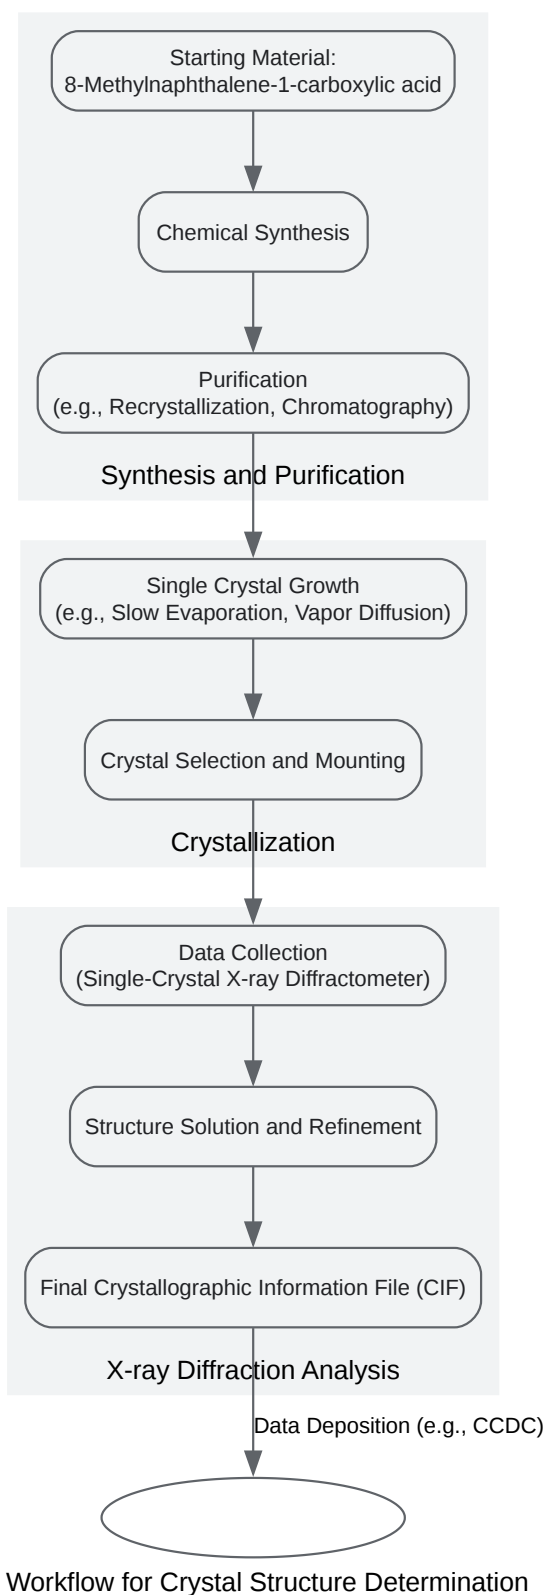 Starting Material:
8-Methylnaphthalene-1-carboxylic acid
Chemical Synthesis
Purification
(e.g., Recrystallization, Chromatography)
Synthesis and Purification
Single Crystal Growth
(e.g., Slow Evaporation, Vapor Diffusion)
Crystal Selection and Mounting
Crystallization
Data Collection
(Single-Crystal X-ray Diffractometer)
Structure Solution and Refinement
Final Crystallographic Information File (CIF)
X-ray Diffraction Analysis
Data Deposition (e.g., CCDC)
Workflow for Crystal Structure Determination